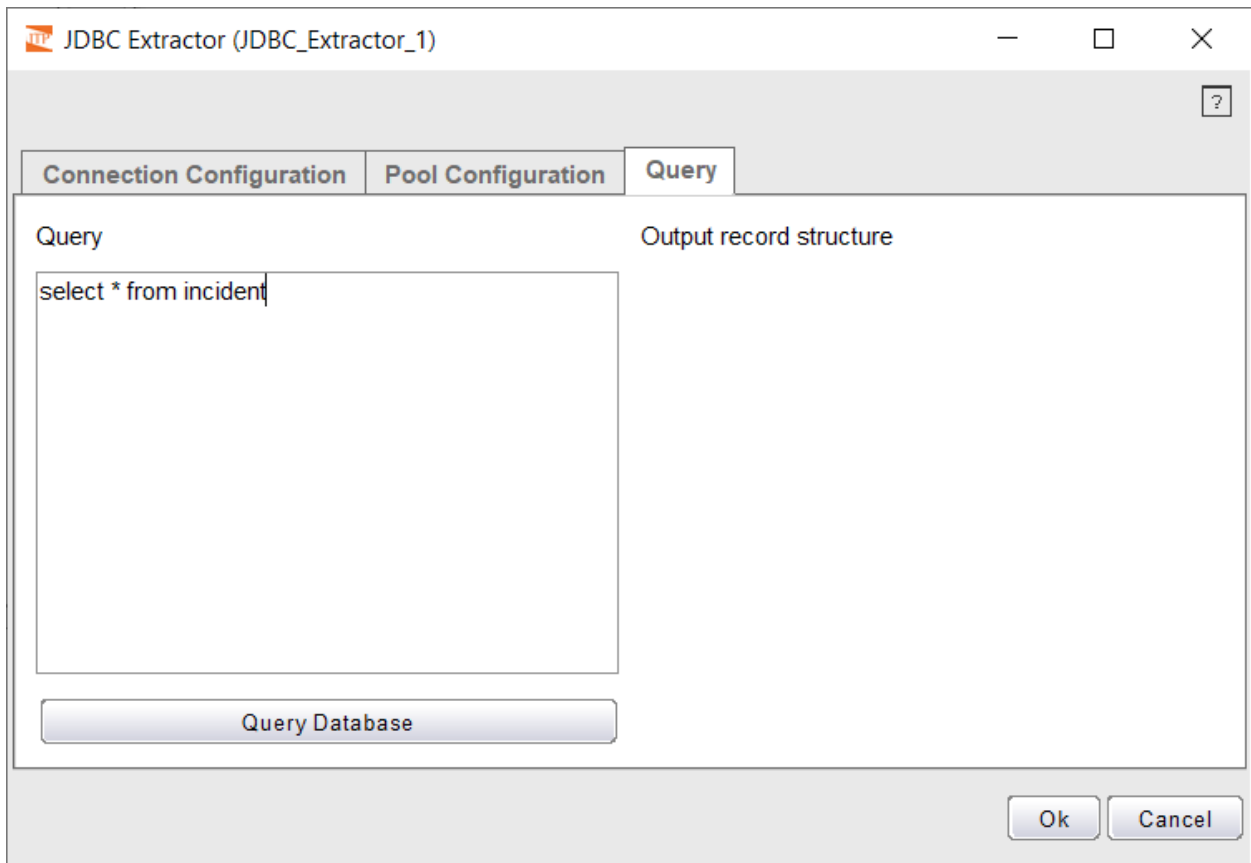 JTP JDBC Extractor (JDBC_Extractor_1)
?
Connection Configuration Pool Configuration Query
Query Output record structure
select * from incident
Query Database
Ok Cancel